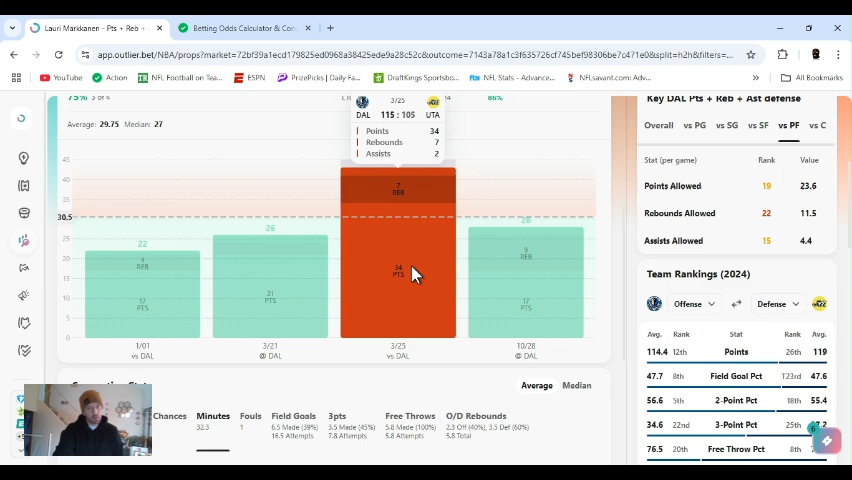 Lauri Markkanen - Pts + Reb +
Betting Odds Calculator & Con
app.outlier.bet/NBA/props?market=72bf39a1ecd179825ed0968a38425ede9a28c52c&outcome=7143a78a1c3f635726cf745bef98306be7c471e0&split=h2h&filters=...
YouTube
Action
NFL Football on Tea...
ESPN
PrizePicks | Daily Fa...
DraftKings Sportsbo...
NFL Stats - Advance...
NFLsavant.com: Adv...
All Bookmarks
75% 3 of 4
86%
Average: 29.75 Median: 27
3/25
DAL 115 : 105 UTA
Points 34
Rebounds 7
Assists 2
45
40
35
30.5
25
20
15
10
5
0
22
4
REB
17
PTS
26
21
PTS
7
REB
34
PTS
28
9
REB
17
PTS
1/01
vs DAL
3/21
@ DAL
3/25
vs DAL
10/28
@ DAL
Average
Median
Chances Minutes Fouls Field Goals 3pts Free Throws O/D Rebounds
32.3 1 6.5 Made (39%) 3.5 Made (45%) 5.8 Made (100%) 2.3 Off (40%), 3.5 Def (60%)
16.5 Attempts 7.8 Attempts 5.8 Attempts 5.8 Total
Key DAL Pts + Reb + Ast defense
Overall vs PG vs SG vs SF vs PF vs C
Stat (per game) Rank Value
Points Allowed 19 23.6
Rebounds Allowed 22 11.5
Assists Allowed 15 4.4
Team Rankings (2024)
Offense
Defense
Avg. Rank Stat Rank Avg.
114.4 12th Points 26th 119
47.7 8th Field Goal Pct T23rd 47.6
56.6 5th 2-Point Pct 18th 55.4
34.6 22nd 3-Point Pct 25th
76.5 20th Free Throw Pct 8th
6